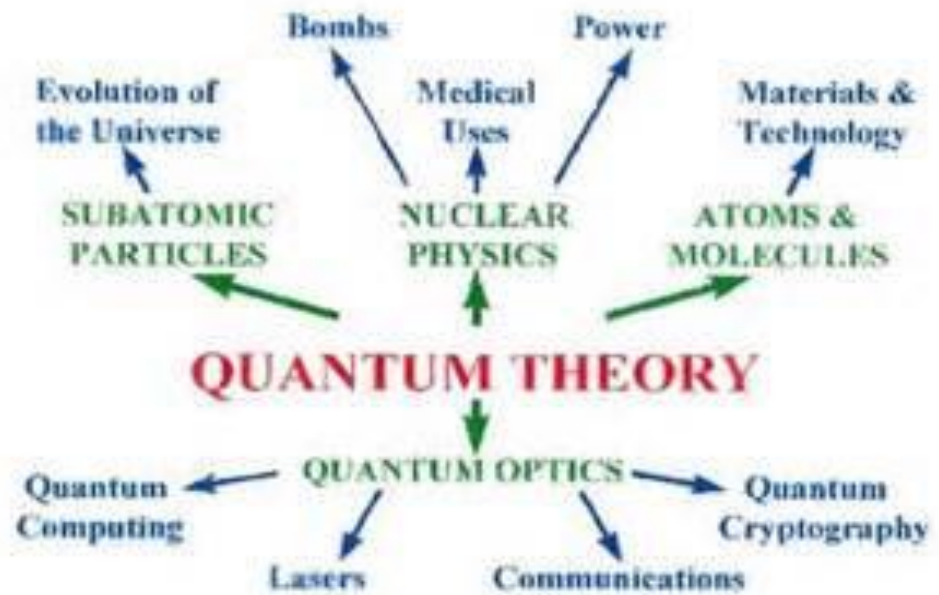 Bombs
Power
Evolution of
the Universe
Medical
Uses
Materials &
Technology
SUBATOMIC
PARTICLES
NUCLEAR
PHYSICS
ATOMS &
MOLECULES
QUANTUM THEORY
QUANTUM OPTICS
Quantum
Computing
Quantum
Cryptography
Lasers
Communications